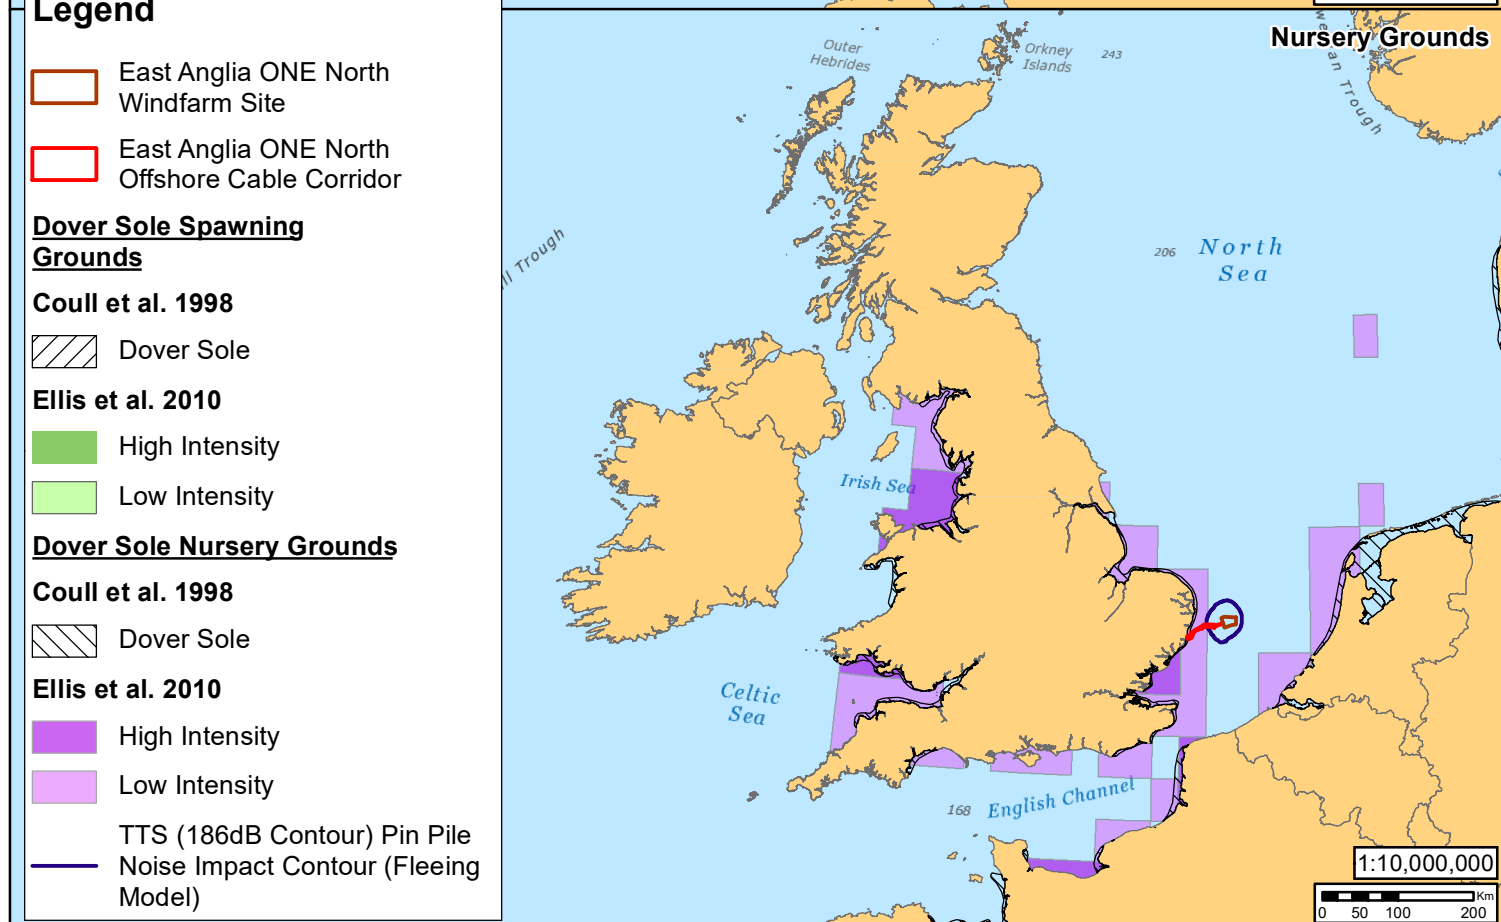 Legend
East Anglia ONE North
Windfarm Site
East Anglia ONE North
Offshore Cable Corridor
Dover Sole Spawning
Grounds
Coull et al. 1998
Dover Sole
Ellis et al. 2010
High Intensity
Low Intensity
Dover Sole Nursery Grounds
Coull et al. 1998
Dover Sole
Ellis et al. 2010
High Intensity
Low Intensity
TTS (186dB Contour) Pin Pile
Noise Impact Contour (Fleeing
Model)
Nursery Grounds
Outer
Hebrides
Orkney
Islands
243
wegian Trough
ll Trough
206
North
Sea
Irish Sea
Celtic
Sea
168
English Channel
1:10,000,000
Km
0 50 100 200